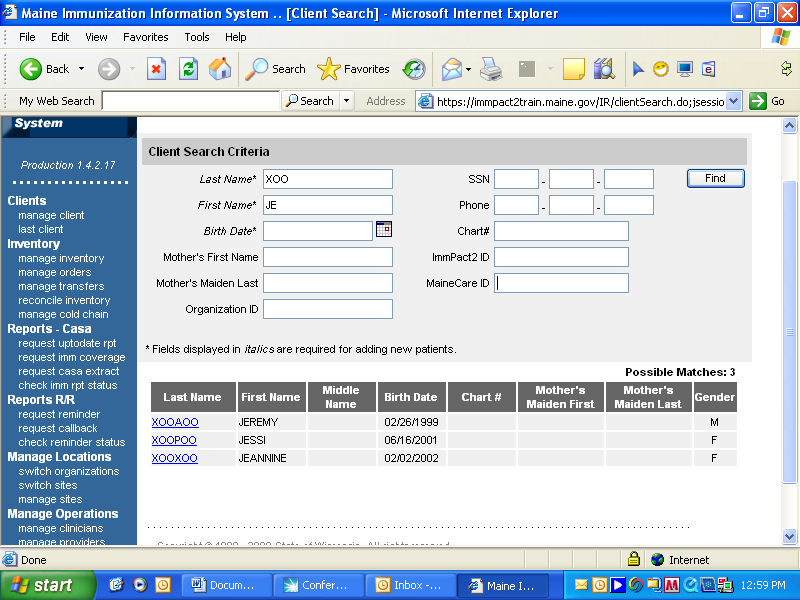 Maine Immunization Information System .. [Client Search] - Microsoft Internet Explorer
File Edit View Favorites Tools Help
Back Search Favorites
My Web Search Search Address https://immpact2train.maine.gov/IR/clientSearch.do;jsessio Go
System
Production 1.4.2.17
Clients
manage client
last client
Inventory
manage inventory
manage orders
manage transfers
reconcile inventory
manage cold chain
Reports - Casa
request uptodate rpt
request imm coverage
request casa extract
check imm rpt status
Reports R/R
request reminder
request callback
check reminder status
Manage Locations
switch organizations
switch sites
manage sites
Manage Operations
manage clinicians
manage providers
Client Search Criteria
Last Name* XOO SSN - - Find
First Name* JE Phone - -
Birth Date* Chart#
Mother's First Name ImmPact2 ID
Mother's Maiden Last MaineCare ID
Organization ID
* Fields displayed in italics are required for adding new patients.
Possible Matches: 3
Last Name First Name Middle Name Birth Date Chart # Mother's Maiden First Mother's Maiden Last Gender
XOOAOO JEREMY 02/26/1999 M
XOOPOO JESSI 06/16/2001 F
XOOXOO JEANNINE 02/02/2002 F
Done Internet
start Docum... Confer... Inbox -... Maine I... 12:59 PM